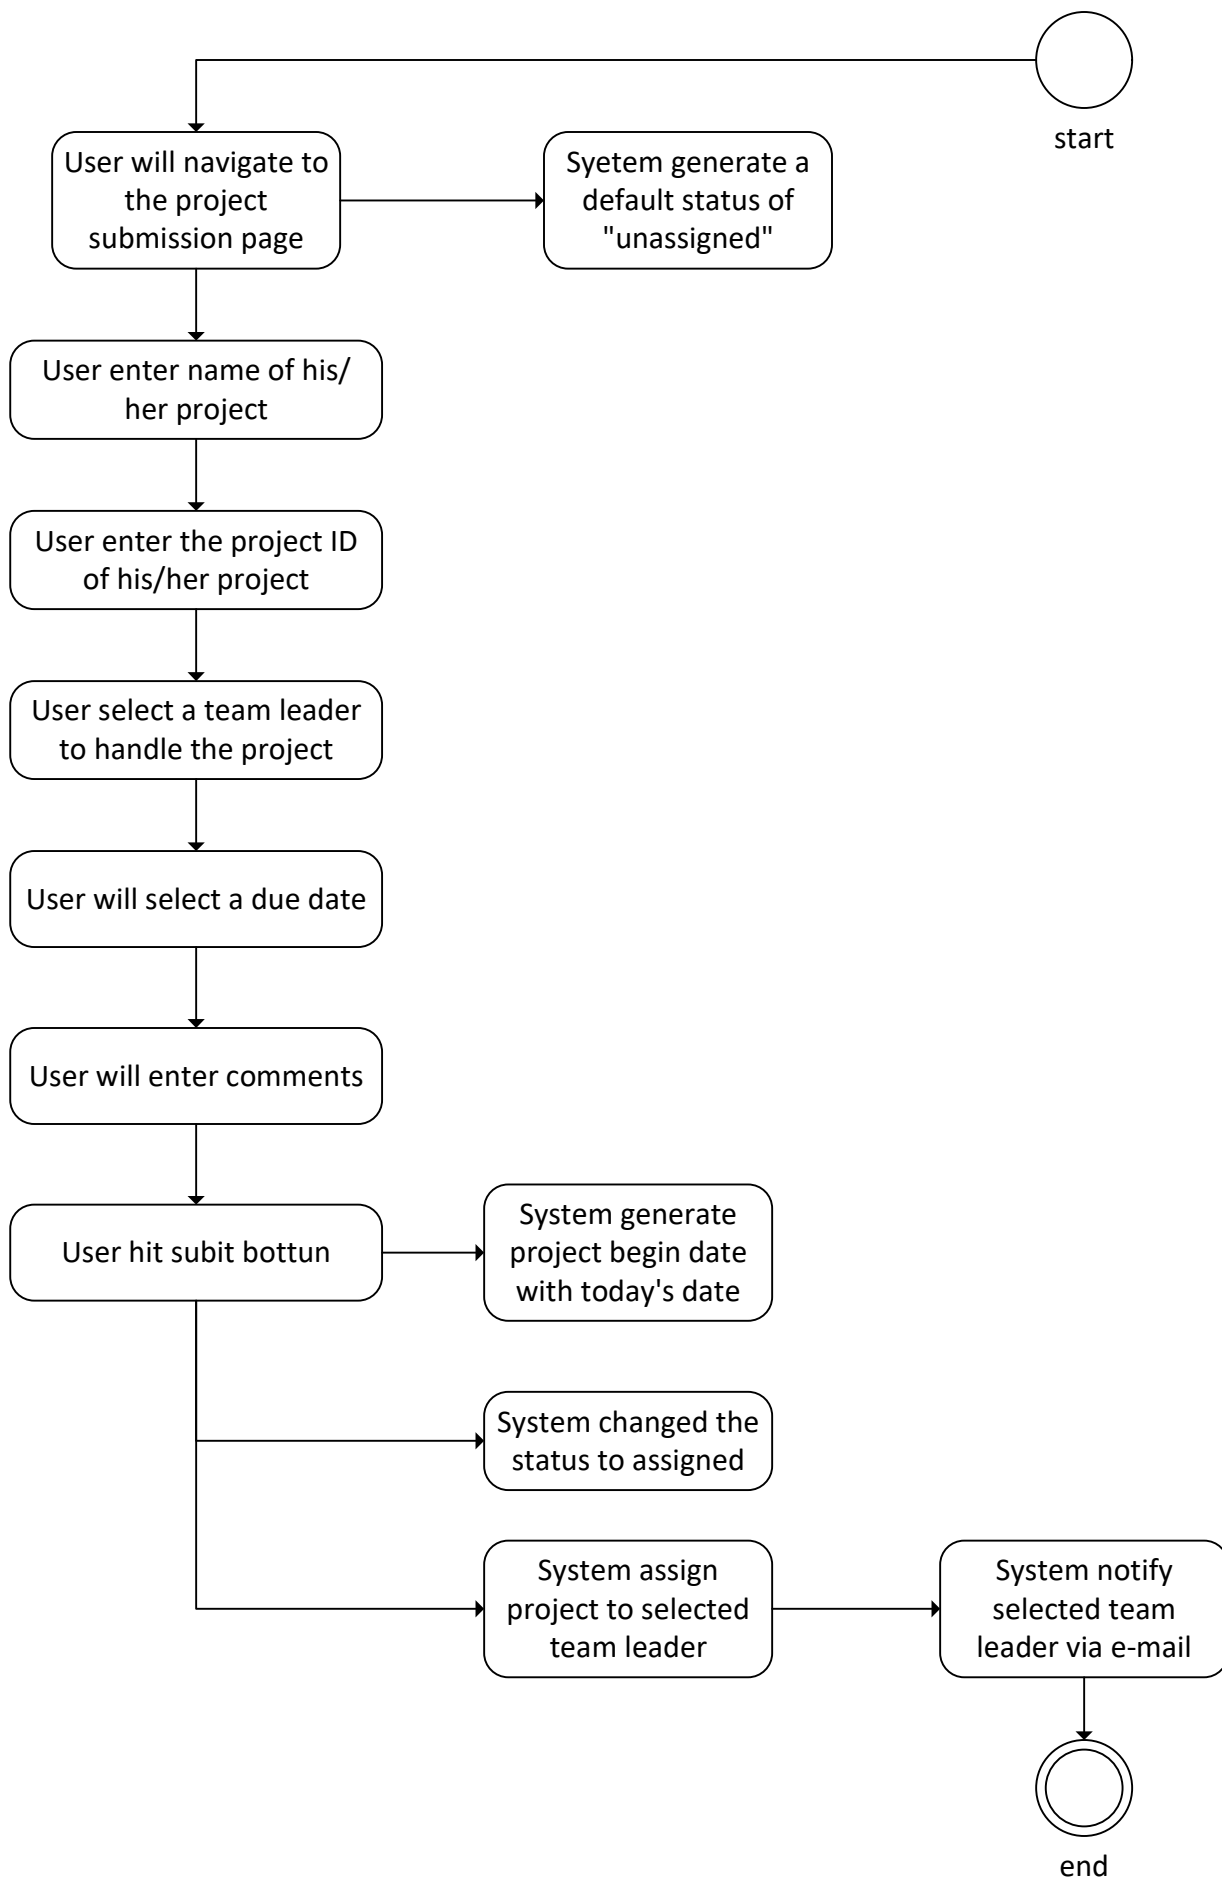 start
User will navigate to
the project
submission page
Syetem generate a
default status of
"unassigned"
User enter name of his/
her project
User enter the project ID
of his/her project
User select a team leader
to handle the project
User will select a due date
User will enter comments
User hit subit bottun
System generate
project begin date
with today's date
System changed the
status to assigned
System assign
project to selected
team leader
System notify
selected team
leader via e-mail
end